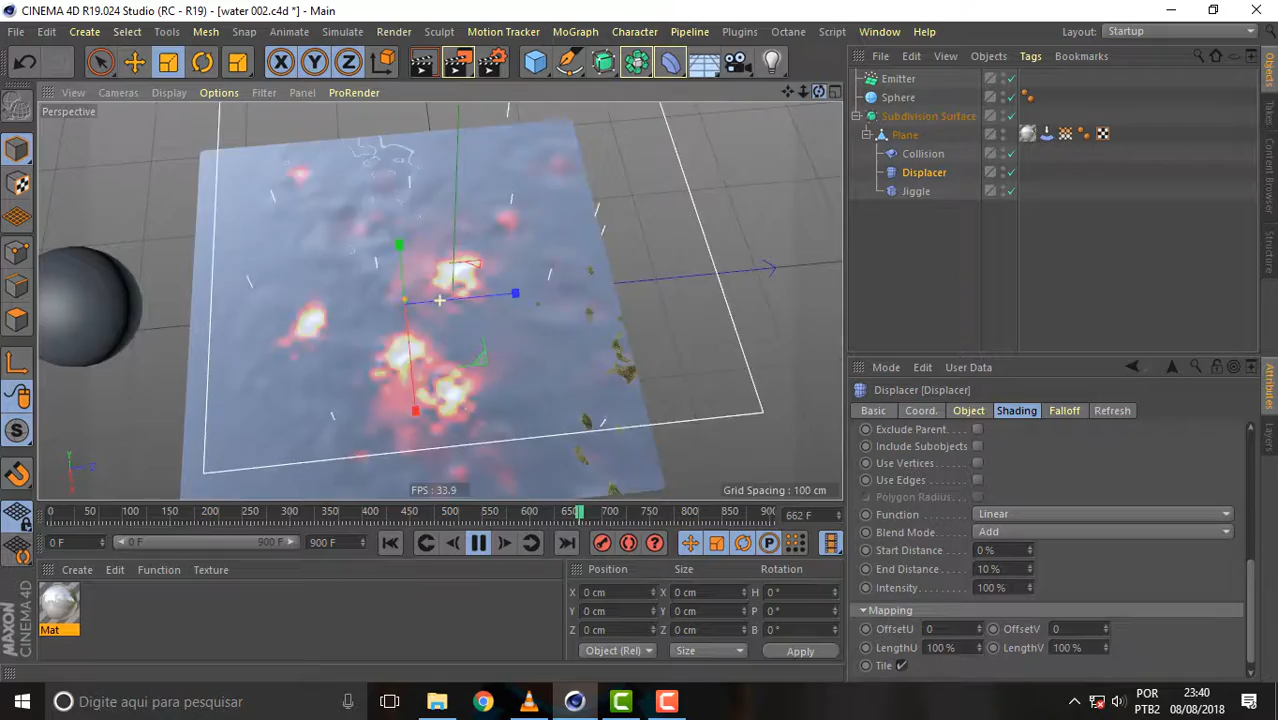 CINEMA 4D R19.024 Studio (RC - R19) - [water 002.c4d *] - Main
File Edit Create Select Tools Mesh Snap Animate Simulate Render Sculpt Motion Tracker MoGraph Character Pipeline Plugins Octane Script Window Help
Layout: Startup
X Y Z
File Edit View Objects Tags Bookmarks
View Cameras Display Options Filter Panel ProRender
Perspective
Emitter
Sphere
Subdivision Surface
Plane
Collision
Displacer
Jiggle
Objects
Takes
Content Browser
Structure
Mode Edit User Data
Displacer [Displacer]
Basic Coord. Object Shading Falloff Refresh
Exclude Parent. . . .
Include Subobjects
Use Vertices. . . . . .
Use Edges. . . . . . . .
Polygon Radius. . . .
Function Linear
Blend Mode. . Add
Start Distance 0 %
End Distance 10 %
Intensity. . . . 100 %
Mapping
OffsetU 0 OffsetV 0
LengthU 100 % LengthV 100 %
Tile
Attributes
Layers
Y
FPS : 33.9
Grid Spacing : 100 cm
0 50 100 150 200 250 300 350 400 450 500 550 600 650 700 750 800 850 90(
662 F
0 F 0 F 900 F 900 F
Create Edit Function Texture
Mat
Position Size Rotation
X 0 cm X 0 cm H 0 °
Y 0 cm Y 0 cm P 0 °
Z 0 cm Z 0 cm B 0 °
Object (Rel) Size Apply
MAXON
CINEMA 4D
Digite aqui para pesquisar
POR
PTB2
23:40
08/08/2018